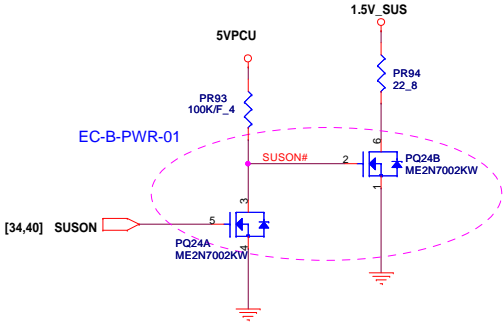 1.5V_SUS
5VPCU
PR94
22_8
PR93
100K/F_4
EC-B-PWR-01
6
SUSON#
2
PQ24B
ME2N7002KW
1
3
[34,40] SUSON
5
PQ24A
ME2N7002KW
4